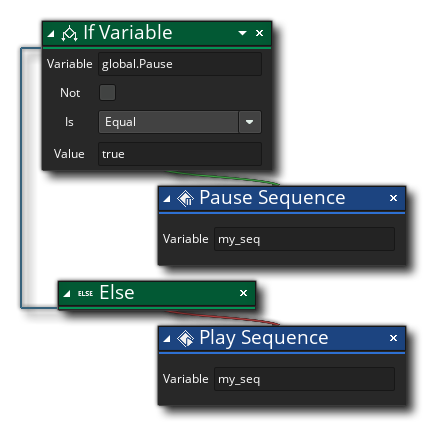 If Variable
Variable global.Pause
Not
Is Equal
Value true
Pause Sequence
Variable my_seq
ELSE Else
Play Sequence
Variable my_seq